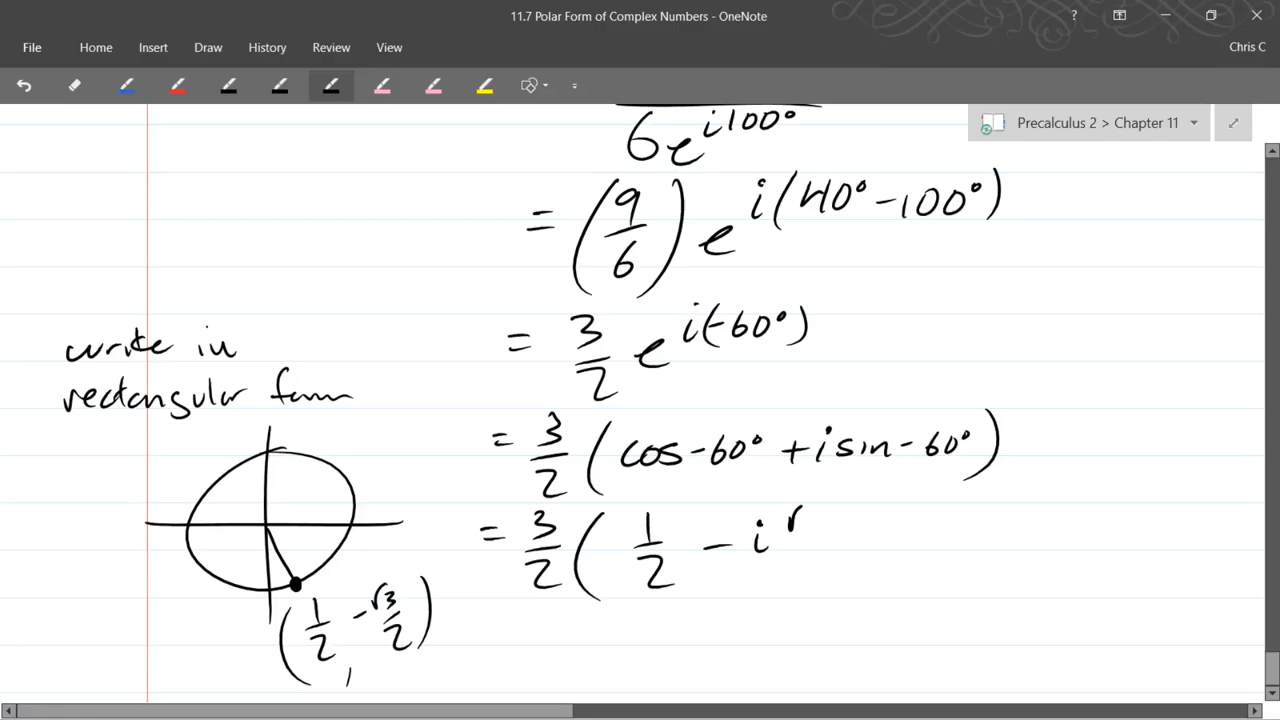 11.7 Polar Form of Complex Numbers - OneNote
?
File Home Insert Draw History Review View
Chris C
Precalculus 2 > Chapter 11
6e^{i100°}
= (9/6) e^{i(40°-100°)}
= 3/2 e^{i(-60°)}
write in
rectangular form
= 3/2 (cos-60° + i sin-60°)
= 3/2 ( 1/2 - i
(1/2, -√3/2)